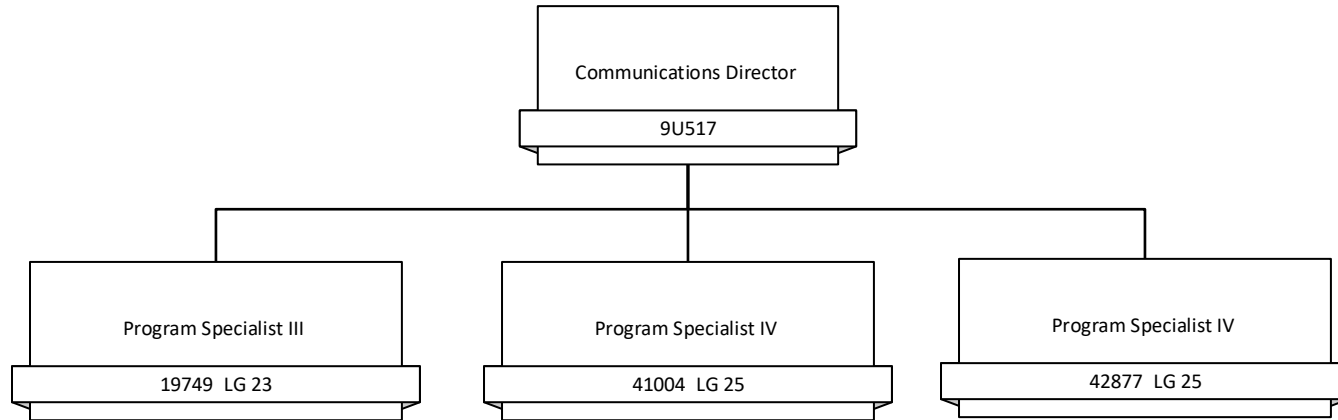 Communications Director
9U517
Program Specialist III
19749 LG 23
Program Specialist IV
41004 LG 25
Program Specialist IV
42877 LG 25